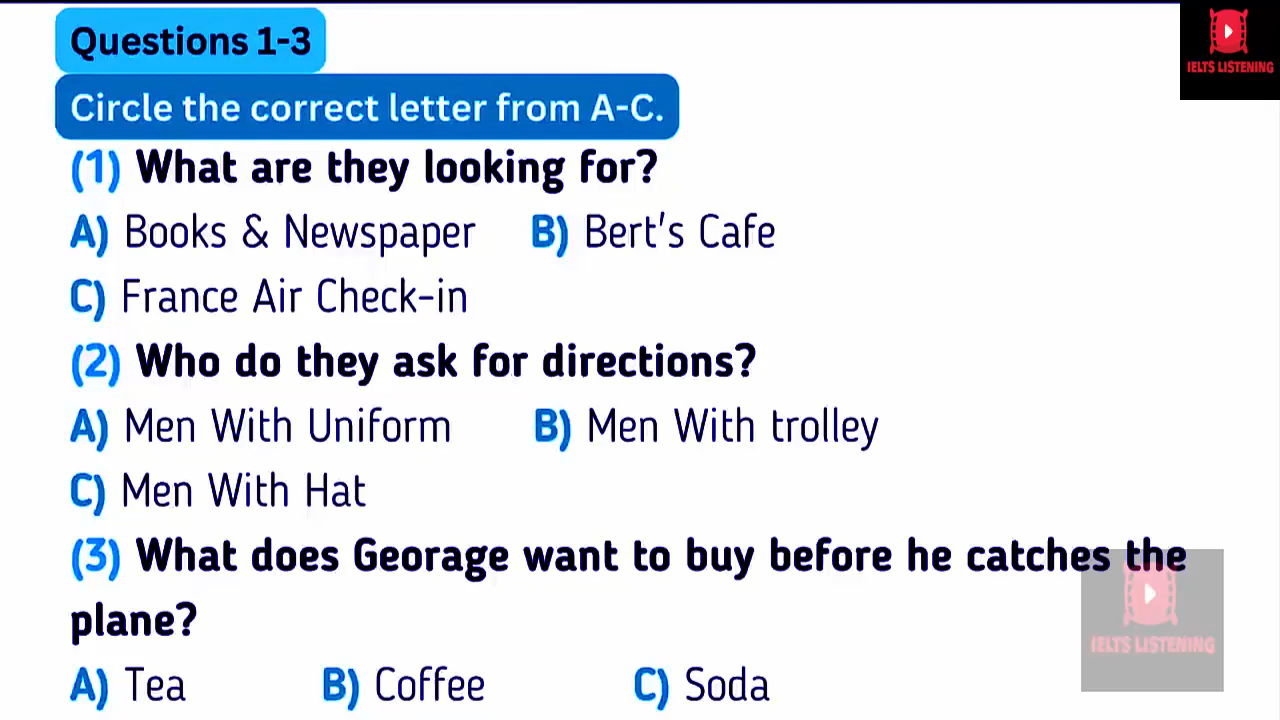 Questions 1-3
IELTS LISTENING
Circle the correct letter from A-C.
(1) What are they looking for?
A) Books & Newspaper B) Bert's Cafe
C) France Air Check-in
(2) Who do they ask for directions?
A) Men With Uniform B) Men With trolley
C) Men With Hat
(3) What does Georage want to buy before he catches the
plane?
IELTS LISTENING
A) Tea B) Coffee C) Soda